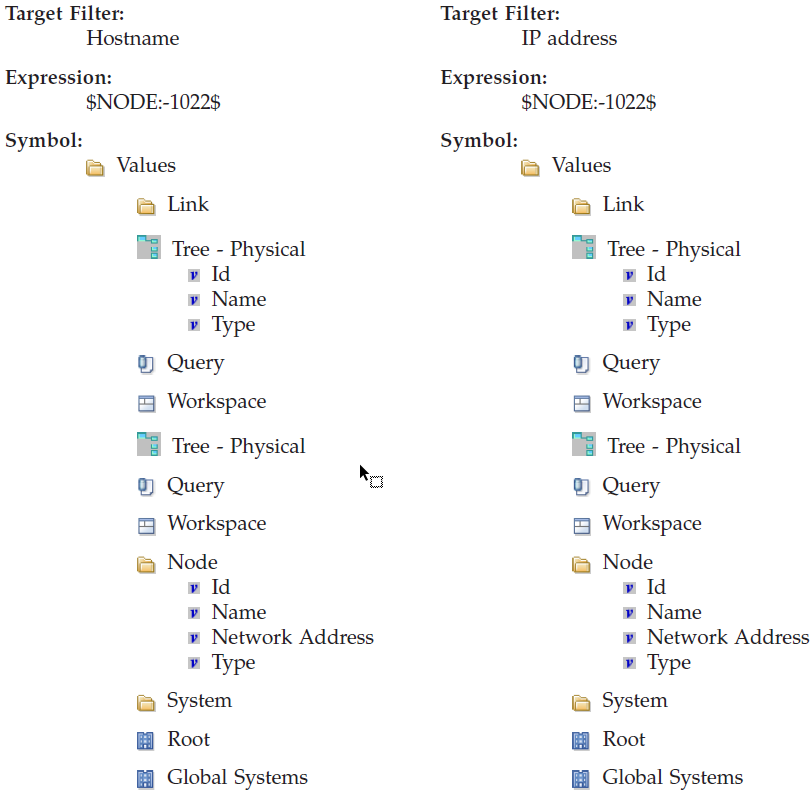 Target Filter:
Hostname
Expression:
$NODE:-1022$
Symbol:
Values
Link
Tree - Physical
v Id
v Name
v Type
Query
Workspace
Tree - Physical
Query
Workspace
Node
v Id
v Name
v Network Address
v Type
System
Root
Global Systems
Target Filter:
IP address
Expression:
$NODE:-1022$
Symbol:
Values
Link
Tree - Physical
v Id
v Name
v Type
Query
Workspace
Tree - Physical
Query
Workspace
Node
v Id
v Name
v Network Address
v Type
System
Root
Global Systems